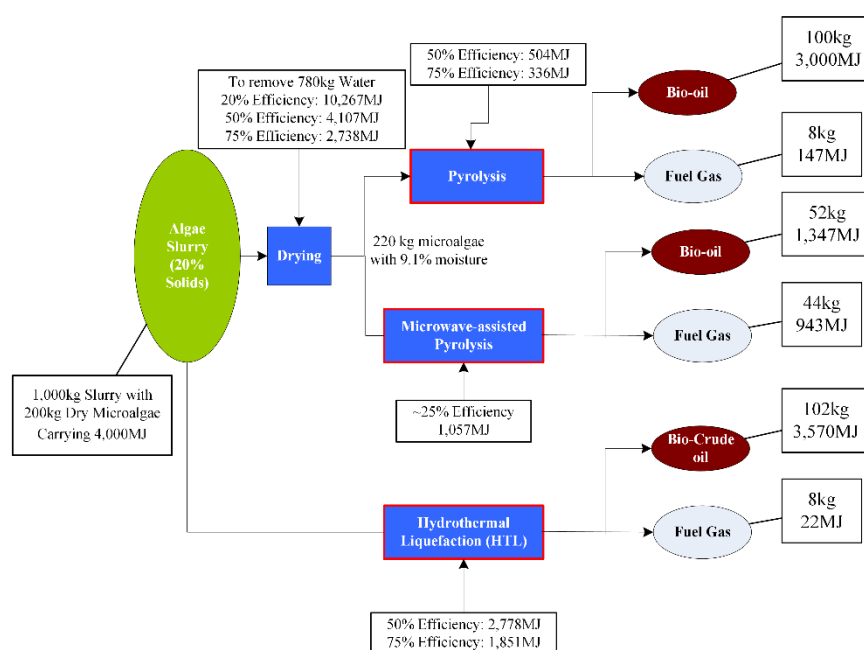 100kg
3,000MJ
50% Efficiency: 504MJ
75% Efficiency: 336MJ
To remove 780kg Water
20% Efficiency: 10,267MJ
50% Efficiency: 4,107MJ
75% Efficiency: 2,738MJ
Bio-oil
8kg
147MJ
Pyrolysis
Fuel Gas
Algae
Slurry
(20%
Solids)
Drying
220 kg microalgae
with 9.1% moisture
52kg
1,347MJ
Bio-oil
Microwave-assisted
Pyrolysis
Fuel Gas
44kg
943MJ
1,000kg Slurry with
200kg Dry Microalgae
Carrying 4,000MJ
~25% Efficiency
1,057MJ
102kg
3,570MJ
Bio-Crude
oil
Hydrothermal
Liquefaction (HTL)
Fuel Gas
8kg
22MJ
50% Efficiency: 2,778MJ
75% Efficiency: 1,851MJ